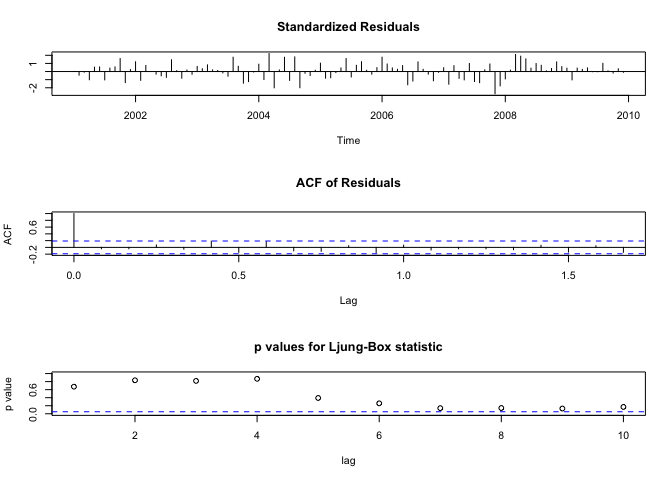 Standardized Residuals
1
-2
2002 2004 2006 2008 2010
Time
ACF of Residuals
ACF
0.6
-0.2
0.0 0.5 1.0 1.5
Lag
p values for Ljung-Box statistic
p value
0.6
0.0
2 4 6 8 10
lag